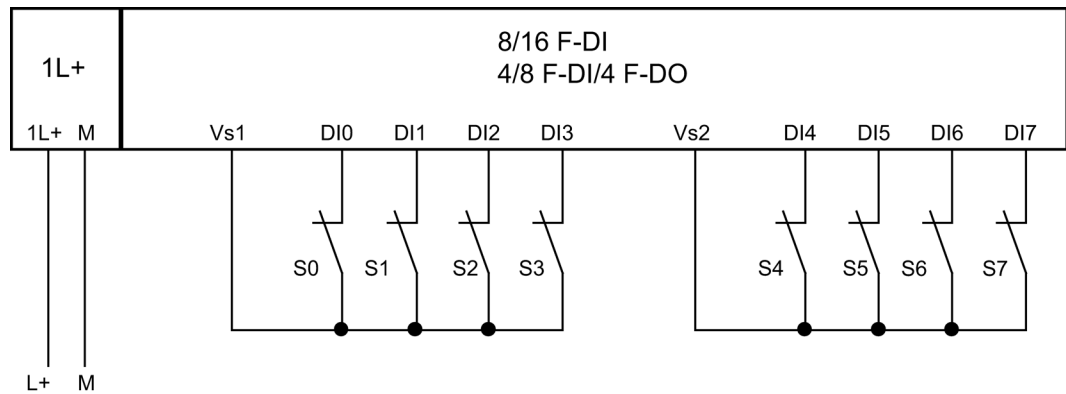 8/16 F-DI
4/8 F-DI/4 F-DO
1L+
1L+ M Vs1 DI0 DI1 DI2 DI3 Vs2 DI4 DI5 DI6 DI7
S0 S1 S2 S3 S4 S5 S6 S7
L+ M